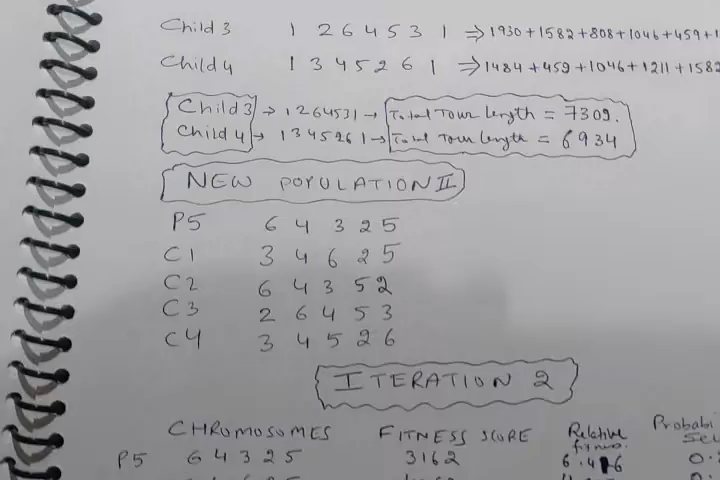 Child 3 1 2 6 4 5 3 1 ⇒ 1930+1582+808+1046+459+1
Child 4 1 3 4 5 2 6 1 ⇒ 1484+459+1046+1211+1582
Child 3 → 1264531 → Total Tour length = 7309.
Child 4 → 1345261 → Total Tour length = 6934
NEW POPULATION II
P5 6 4 3 2 5
C1 3 4 6 2 5
C2 6 4 3 5 2
C3 2 6 4 5 3
C4 3 4 5 2 6
ITERATION 2
CHROMOSOMES FITNESS SCORE Relative fitness Probabi
P5 6 4 3 2 5 3162 0.